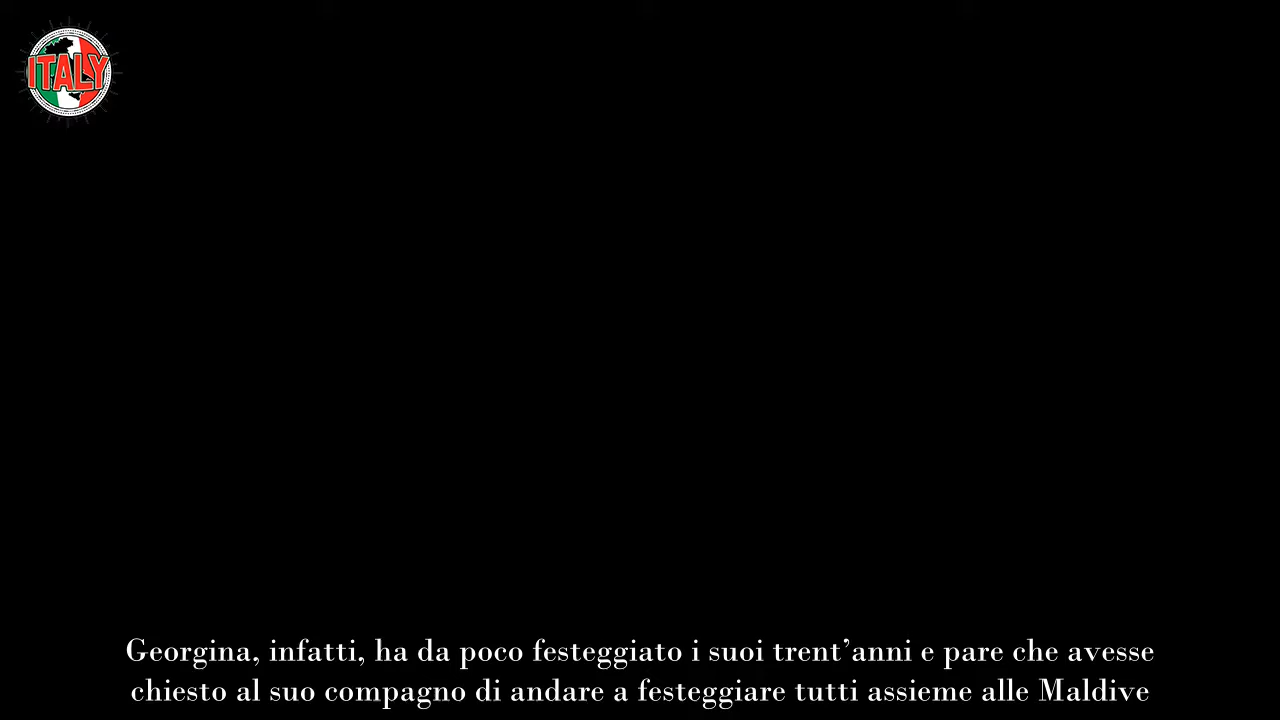 ITALY
Georgina, infatti, ha da poco festeggiato i suoi trent’anni e pare che avesse
chiesto al suo compagno di andare a festeggiare tutti assieme alle Maldive